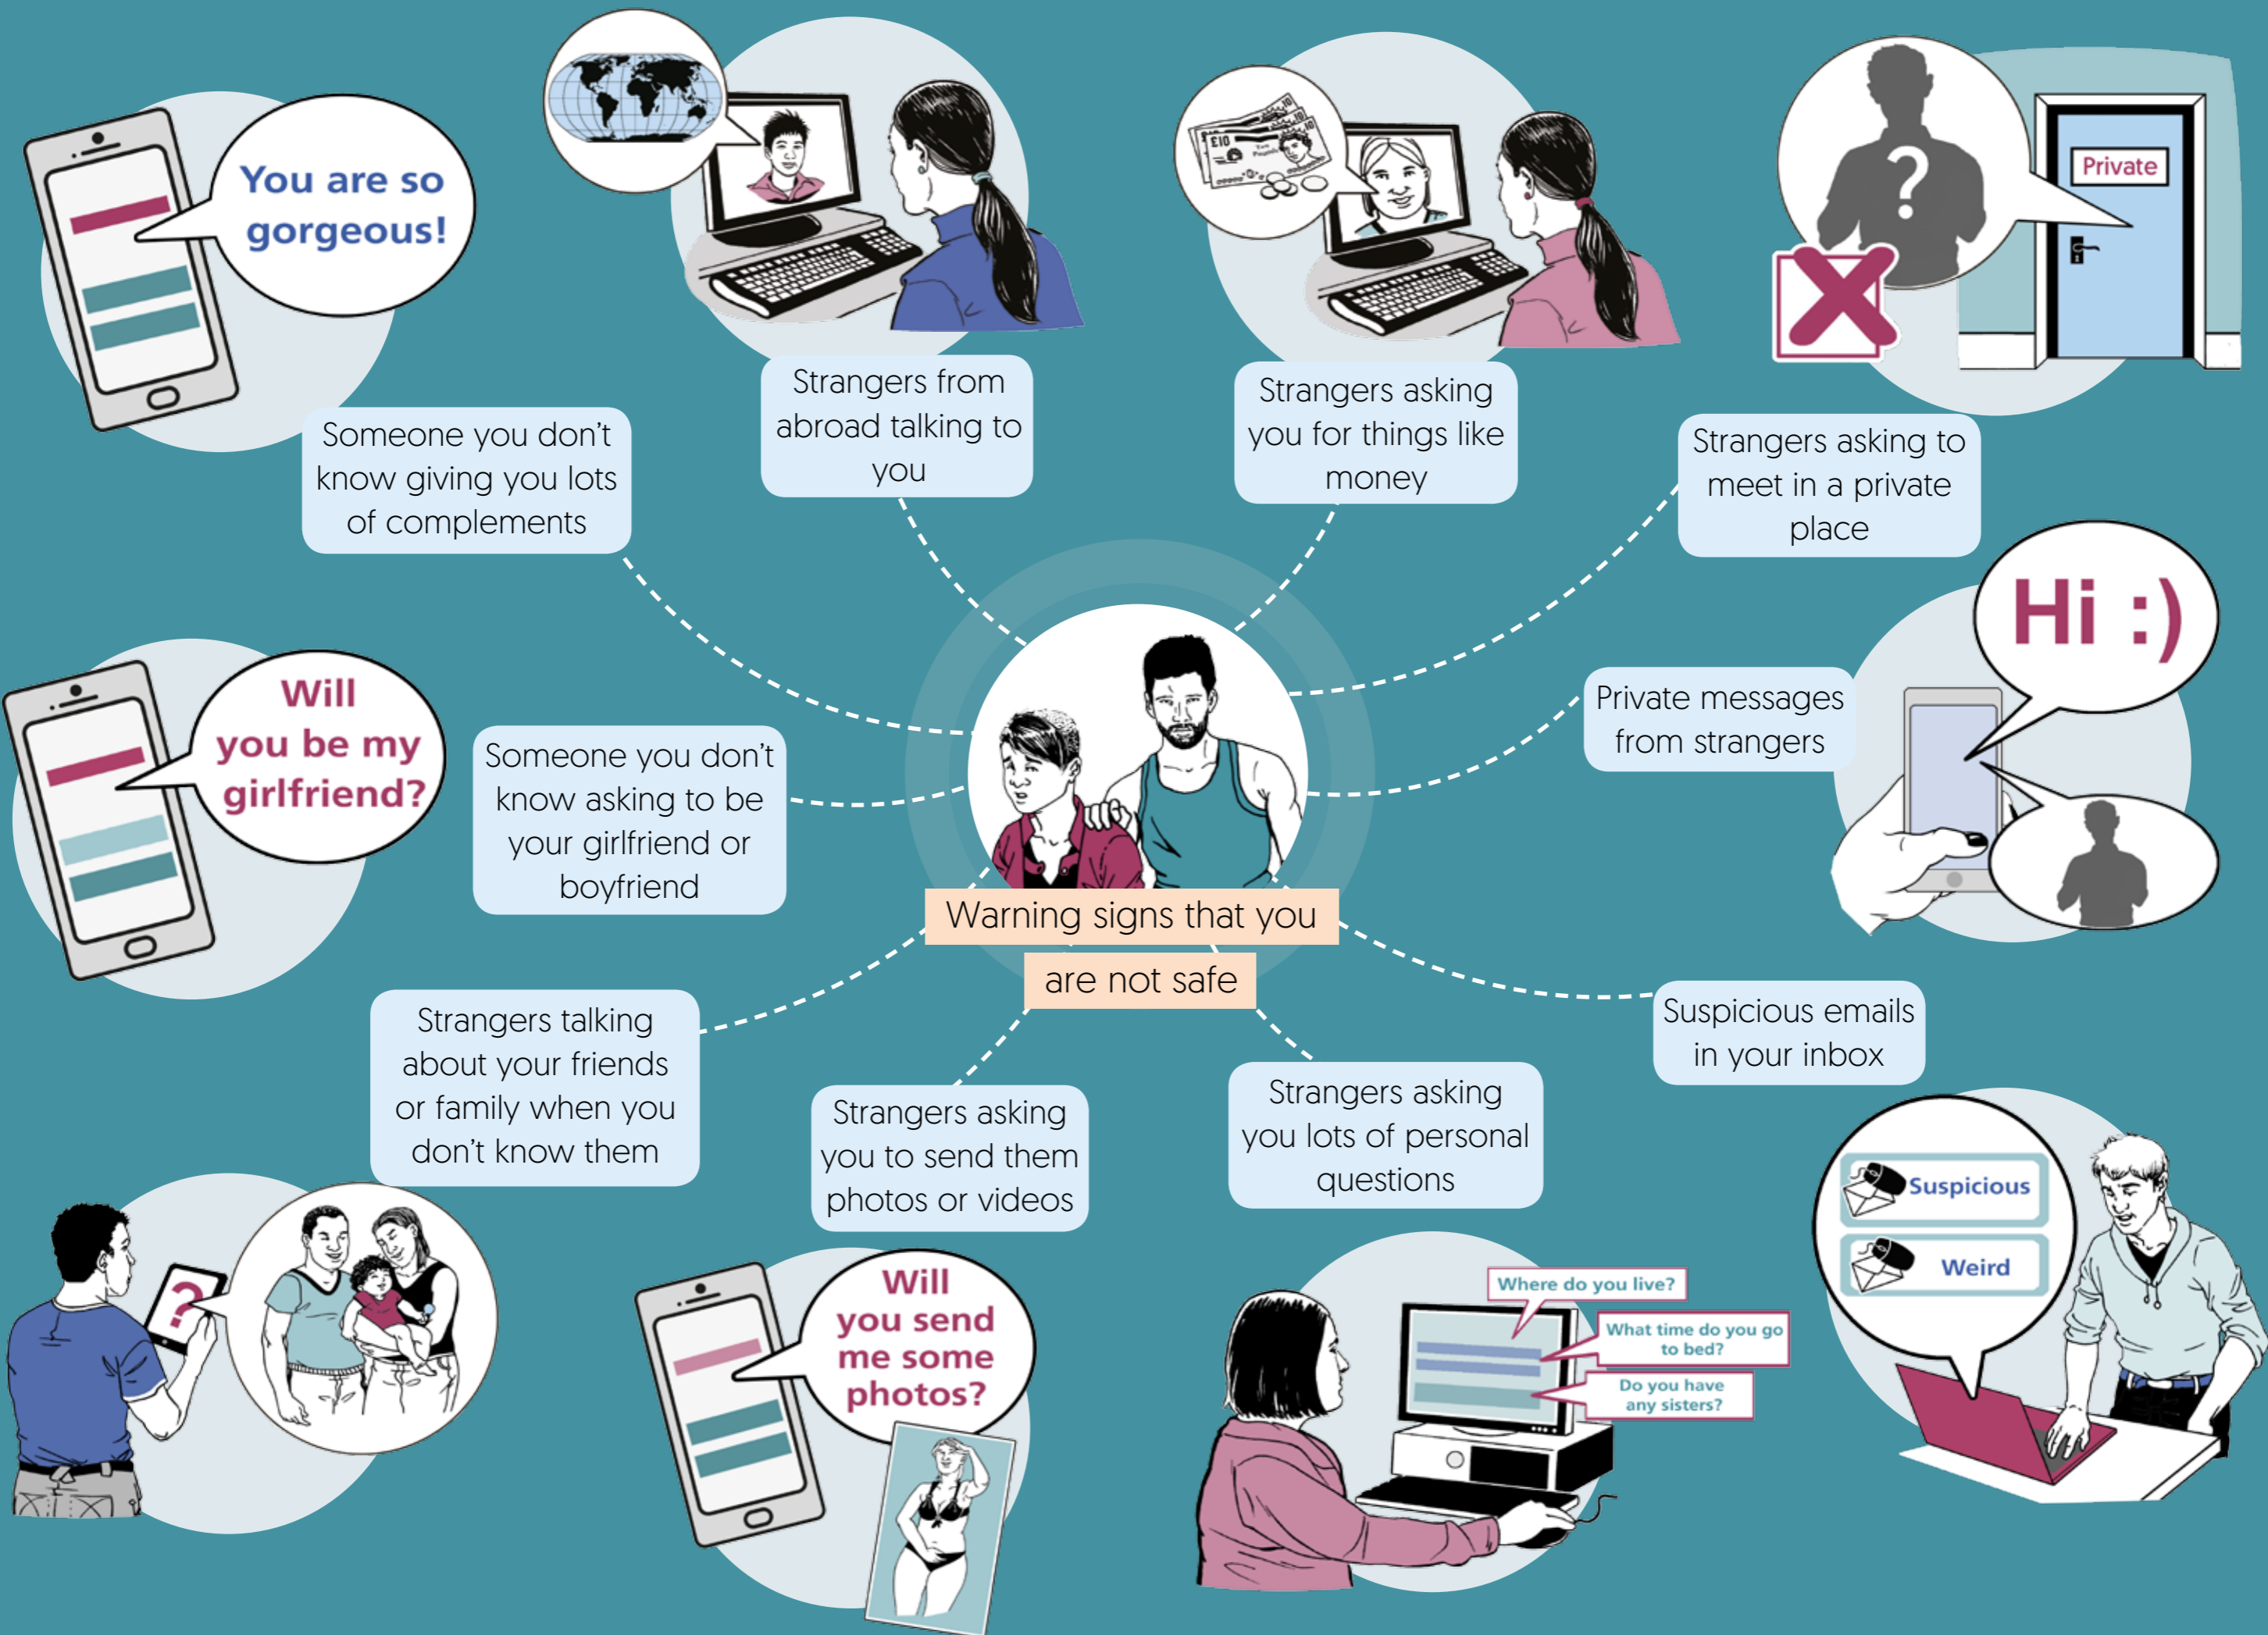 You are so
gorgeous!
Someone you don't
know giving you lots
of complements
Strangers from
abroad talking to
you
£10
10
10
Strangers asking
you for things like
money
Private
?
Strangers asking to
meet in a private
place
Hi :)
Private messages
from strangers
Will
you be my
girlfriend?
Someone you don't
know asking to be
your girlfriend or
boyfriend
Warning signs that you
are not safe
Strangers talking
about your friends
or family when you
don't know them
?
Strangers asking
you to send them
photos or videos
Will
you send
me some
photos?
Strangers asking
you lots of personal
questions
Where do you live?
What time do you go
to bed?
Do you have
any sisters?
Suspicious emails
in your inbox
Suspicious
Weird